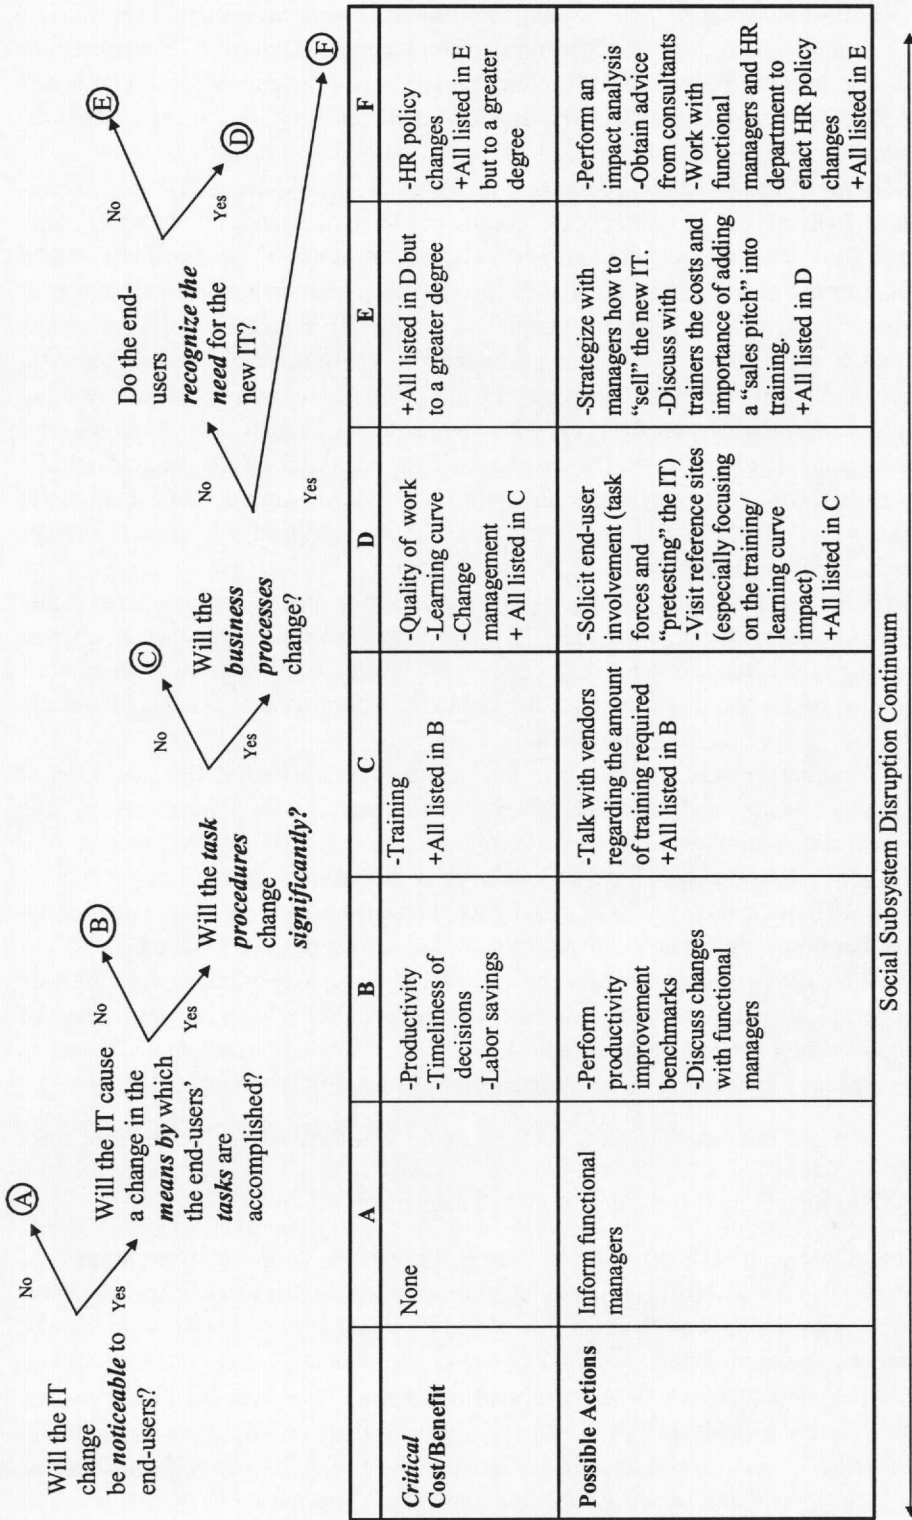 Will the IT
change
be noticeable to
end-users?
No
Yes
A
Will the IT cause
a change in the
means by which
the end-users'
tasks are
accomplished?
No
Yes
B
Will the task
procedures
change
significantly?
No
Yes
C
Will the
business
processes
change?
No
Yes
Do the end-
users
recognize the
need for the
new IT?
No
Yes
E
D
F
A
B
C
D
E
F
Critical
Cost/Benefit
None
-Productivity
-Timeliness of
decisions
-Labor savings
-Training
+All listed in B
-Quality of work
-Learning curve
-Change
management
+ All listed in C
+All listed in D but
to a greater degree
-HR policy
changes
+All listed in E
but to a greater
degree
Possible Actions
Inform functional
managers
-Perform
productivity
improvement
benchmarks
-Discuss changes
with functional
managers
-Talk with vendors
regarding the amount
of training required
+All listed in B
-Solicit end-user
involvement (task
forces and
"pretesting" the IT)
-Visit reference sites
(especially focusing
on the training/
learning curve
impact)
+All listed in C
-Strategize with
managers how to
"sell" the new IT.
-Discuss with
trainers the costs and
importance of adding
a "sales pitch" into
training.
+All listed in D
-Perform an
impact analysis
-Obtain advice
from consultants
-Work with
functional
managers and HR
department to
enact HR policy
changes
+All listed in E
Social Subsystem Disruption Continuum